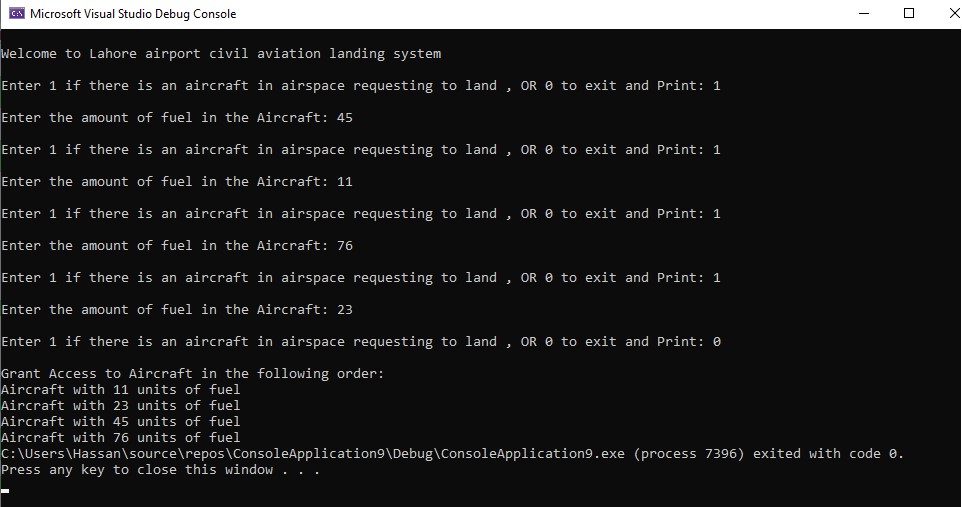 Microsoft Visual Studio Debug Console
Welcome to Lahore airport civil aviation landing system
Enter 1 if there is an aircraft in airspace requesting to land , OR 0 to exit and Print: 1
Enter the amount of fuel in the Aircraft: 45
Enter 1 if there is an aircraft in airspace requesting to land , OR 0 to exit and Print: 1
Enter the amount of fuel in the Aircraft: 11
Enter 1 if there is an aircraft in airspace requesting to land , OR 0 to exit and Print: 1
Enter the amount of fuel in the Aircraft: 76
Enter 1 if there is an aircraft in airspace requesting to land , OR 0 to exit and Print: 1
Enter the amount of fuel in the Aircraft: 23
Enter 1 if there is an aircraft in airspace requesting to land , OR 0 to exit and Print: 0
Grant Access to Aircraft in the following order:
Aircraft with 11 units of fuel
Aircraft with 23 units of fuel
Aircraft with 45 units of fuel
Aircraft with 76 units of fuel
C:\Users\Hassan\source\repos\ConsoleApplication9\Debug\ConsoleApplication9.exe (process 7396) exited with code 0.
Press any key to close this window . . .